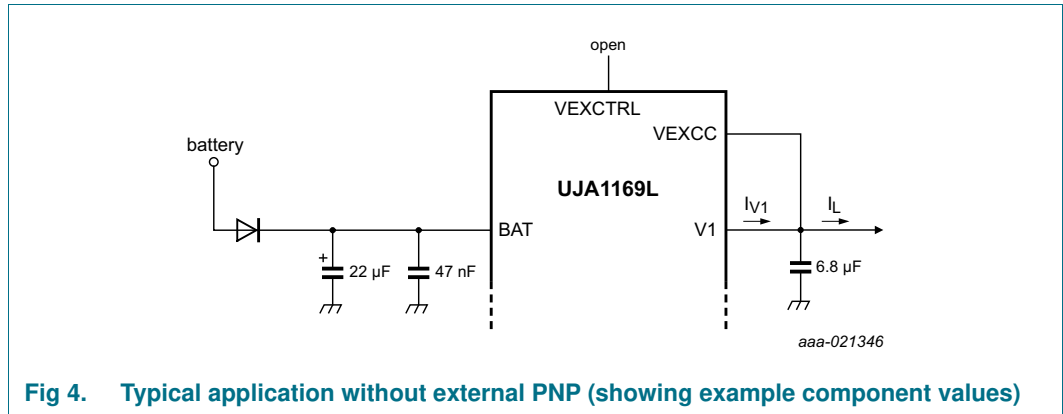 open
VEXCTRL
VEXCC
battery
UJA1169L
IV1
IL
BAT
V1
+
22 µF
47 nF
6.8 µF
aaa-021346
Fig 4. Typical application without external PNP (showing example component values)